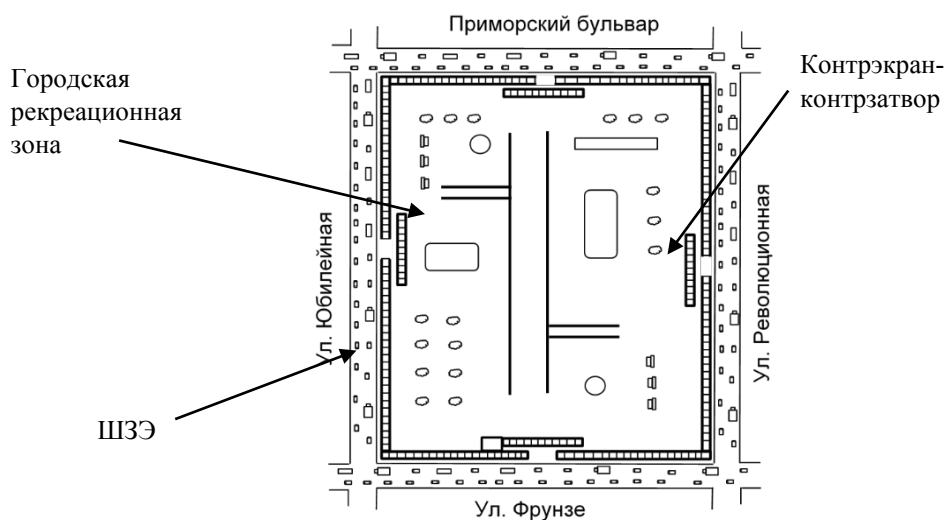 Приморский бульвар
Городская
рекреационная
зона
Контрэкран-
контрзатвор
Ул. Юбилейная
Ул. Революционная
ШЗЭ
Ул. Фрунзе